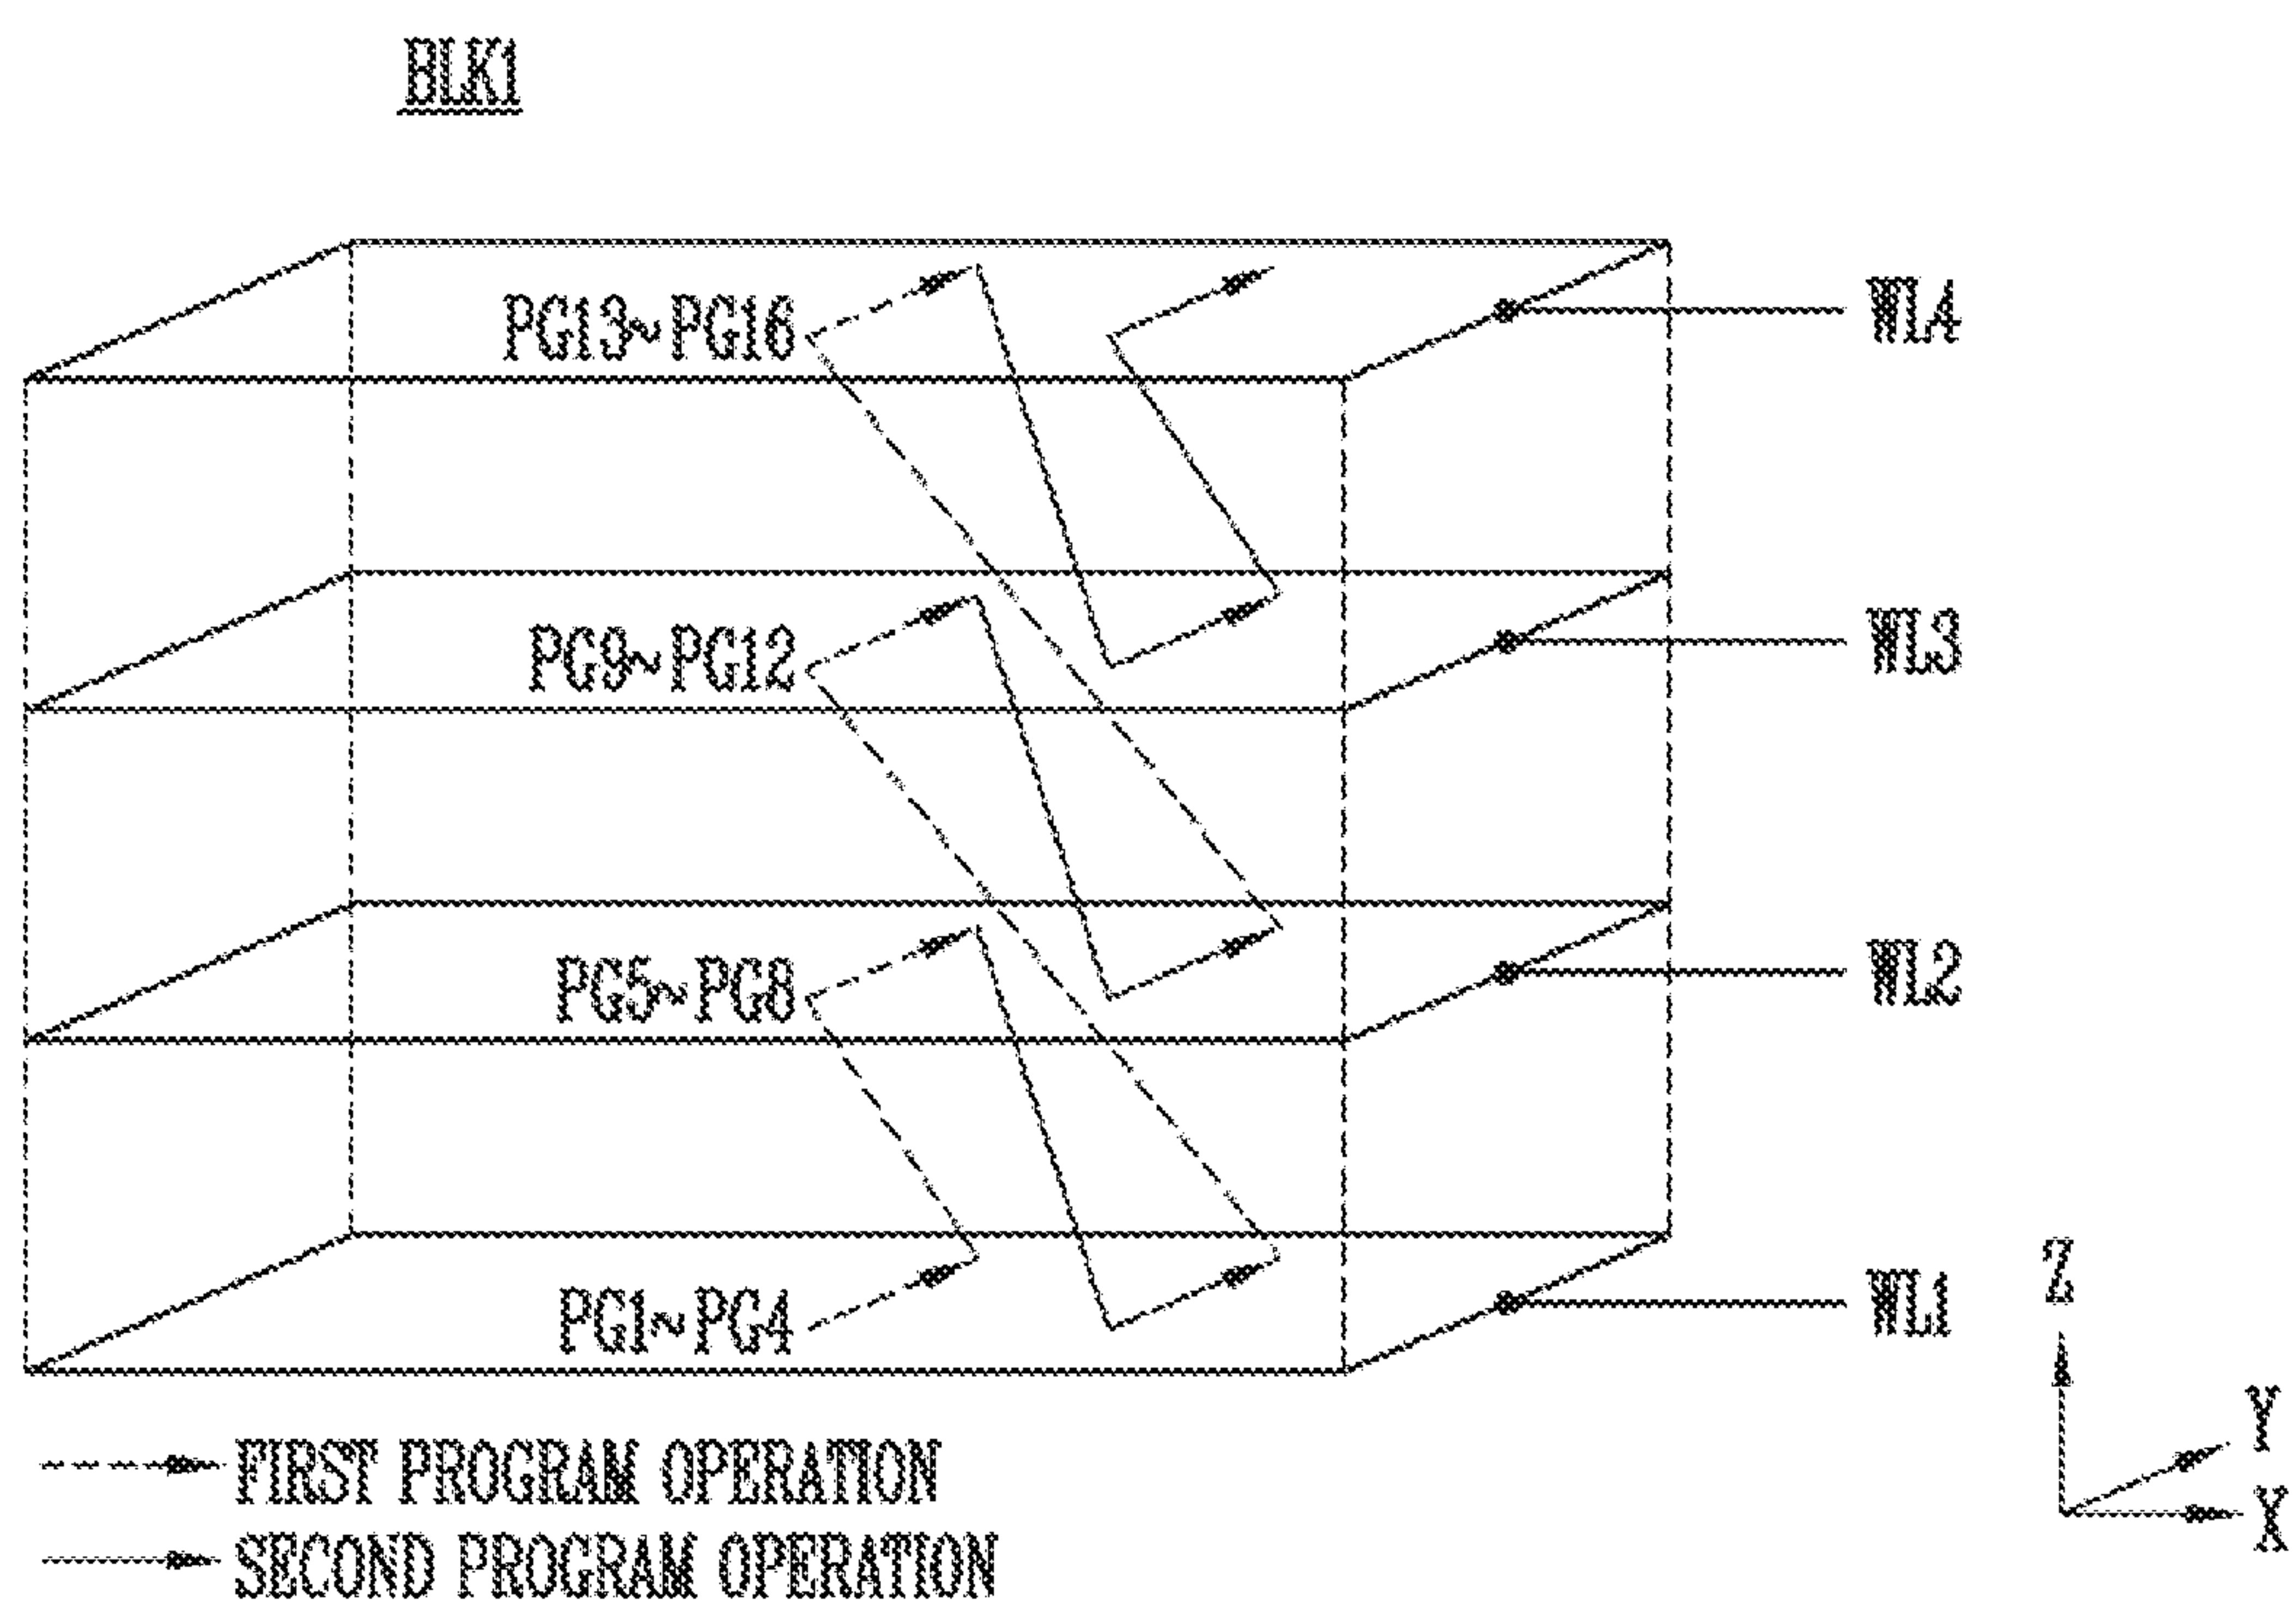 BLK1
PG13~PG16
WL4
PG9~PG12
WL3
PG5~PG8
WL2
PG1~PG4
WL1
Z
Y
X
FIRST PROGRAM OPERATION
SECOND PROGRAM OPERATION